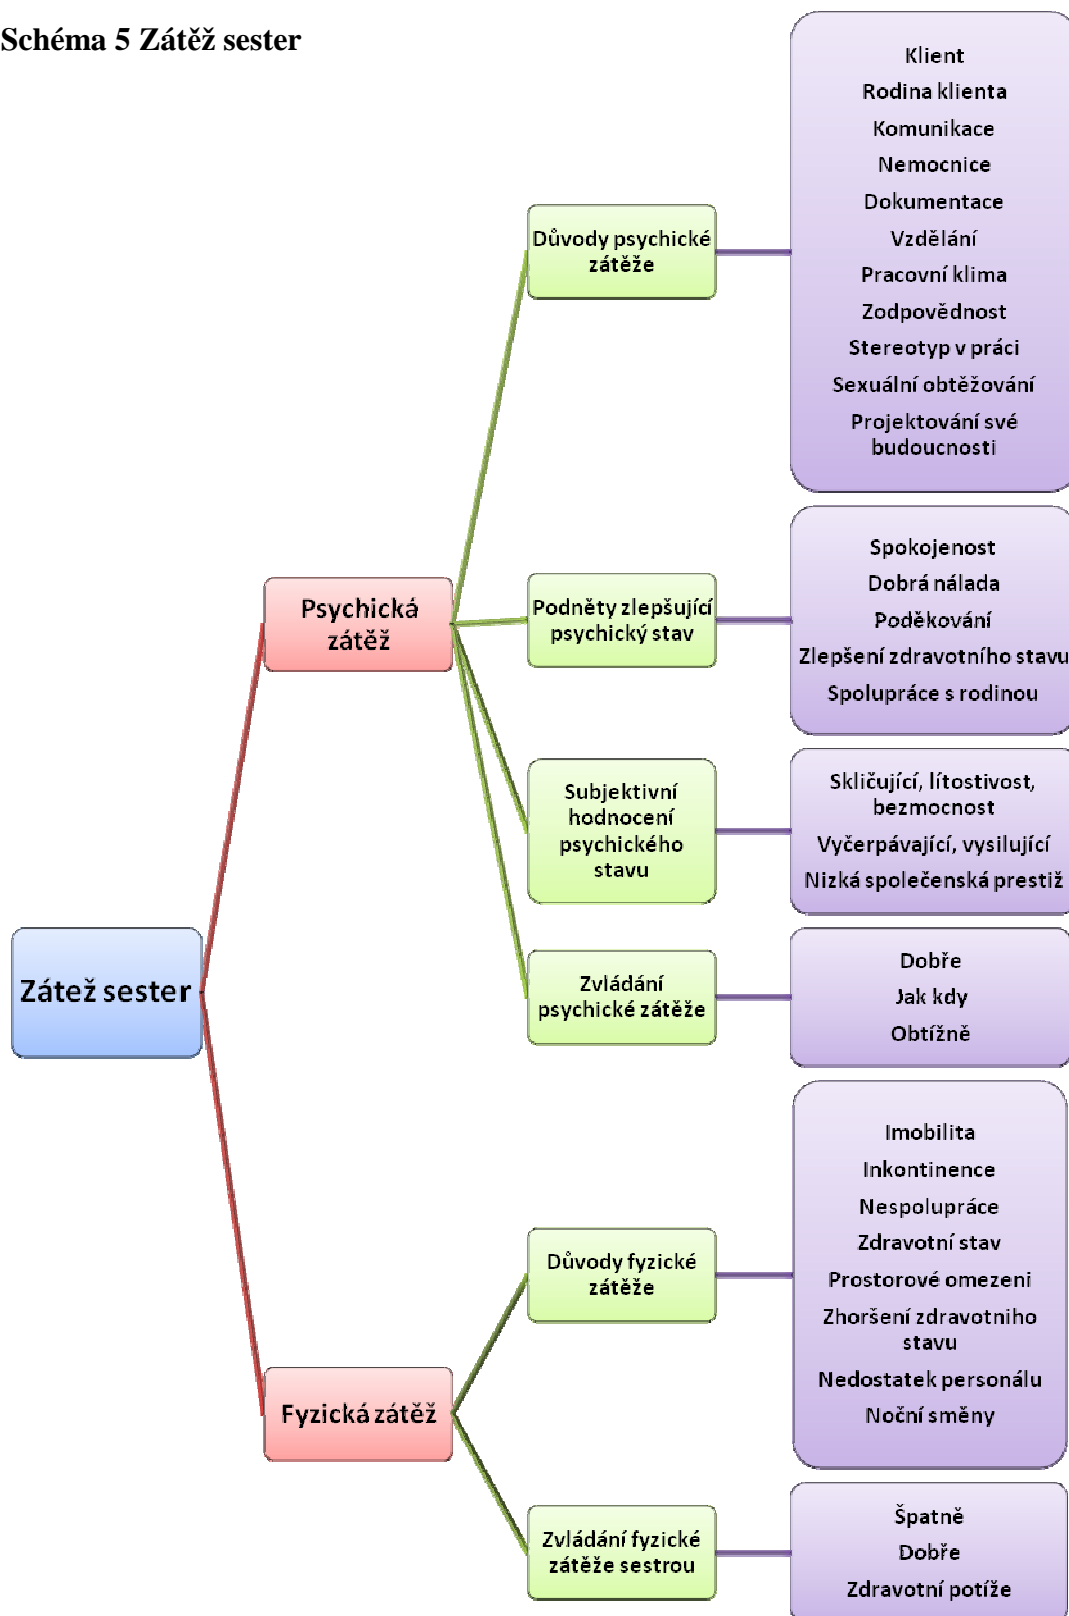 Schéma 5 Zátěž sester
Zátež sester
Psychická
zátěž
Důvody psychické
zátěže
Klient
Rodina klienta
Komunikace
Nemocnice
Dokumentace
Vzdělání
Pracovní klima
Zodpovědnost
Stereotyp v práci
Sexuální obtěžování
Projektování své
budoucnosti
Podněty zlepšující
psychický stav
Spokojenost
Dobrá nálada
Poděkování
Zlepšení zdravotního stavu
Spolupráce s rodinou
Subjektivní
hodnocení
psychického
stavu
Skličující, lítostivost,
bezmocnost
Vyčerpávající, vysilující
Nizká společenská prestiž
Zvládání
psychické zátěže
Dobře
Jak kdy
Obtížně
Fyzická zátěž
Důvody fyzické
zátěže
Imobilita
Inkontinence
Nespolupráce
Zdravotní stav
Prostorové omezeni
Zhoršení zdravotniho
stavu
Nedostatek personálu
Noční směny
Zvládání fyzické
zátěže sestrou
Špatně
Dobře
Zdravotní potíže